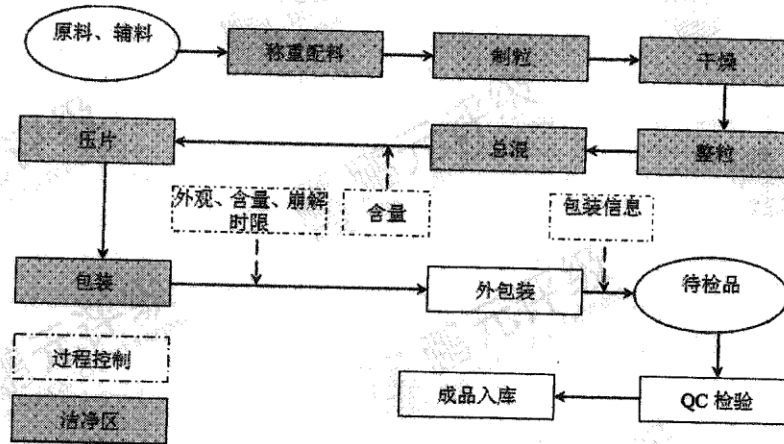 原料、辅料
称重配料
制粒
干燥
压片
总混
整粒
外观、含量、崩解
时限
含量
包装信息
包装
外包装
待检品
过程控制
成品入库
QC 检验
洁净区